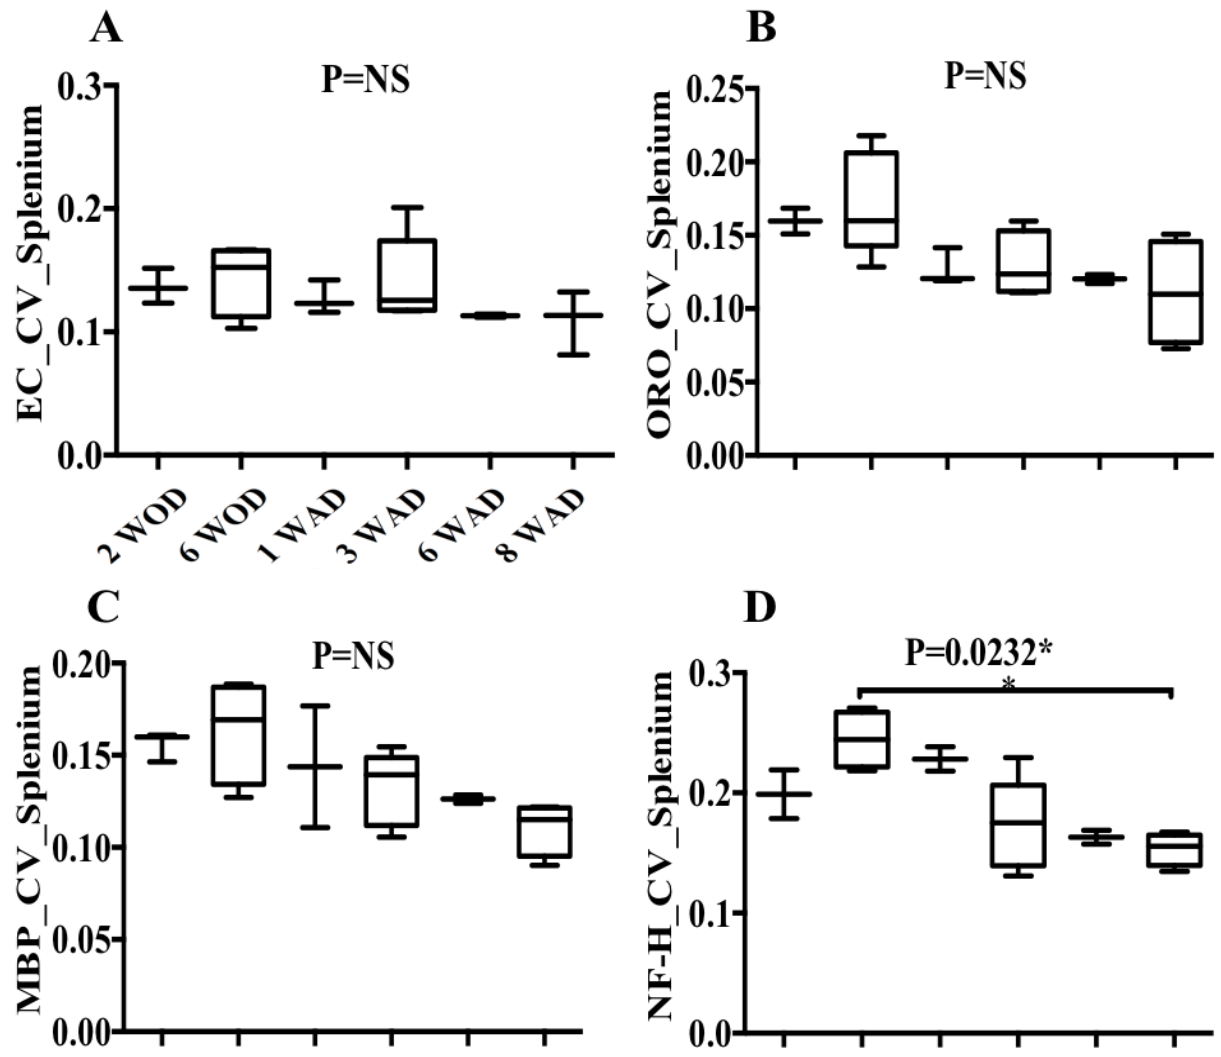 A
P=NS
EC_CV_Splenium
0.3
0.2
0.1
0.0
2 WOD
6 WOD
1 WAD
3 WAD
6 WAD
8 WAD
B
P=NS
ORO_CV_Splenium
0.25
0.20
0.15
0.10
0.05
0.00
C
P=NS
MBP_CV_Splenium
0.20
0.15
0.10
0.05
0.00
D
P=0.0232*
*
NF-H_CV_Splenium
0.3
0.2
0.1
0.0